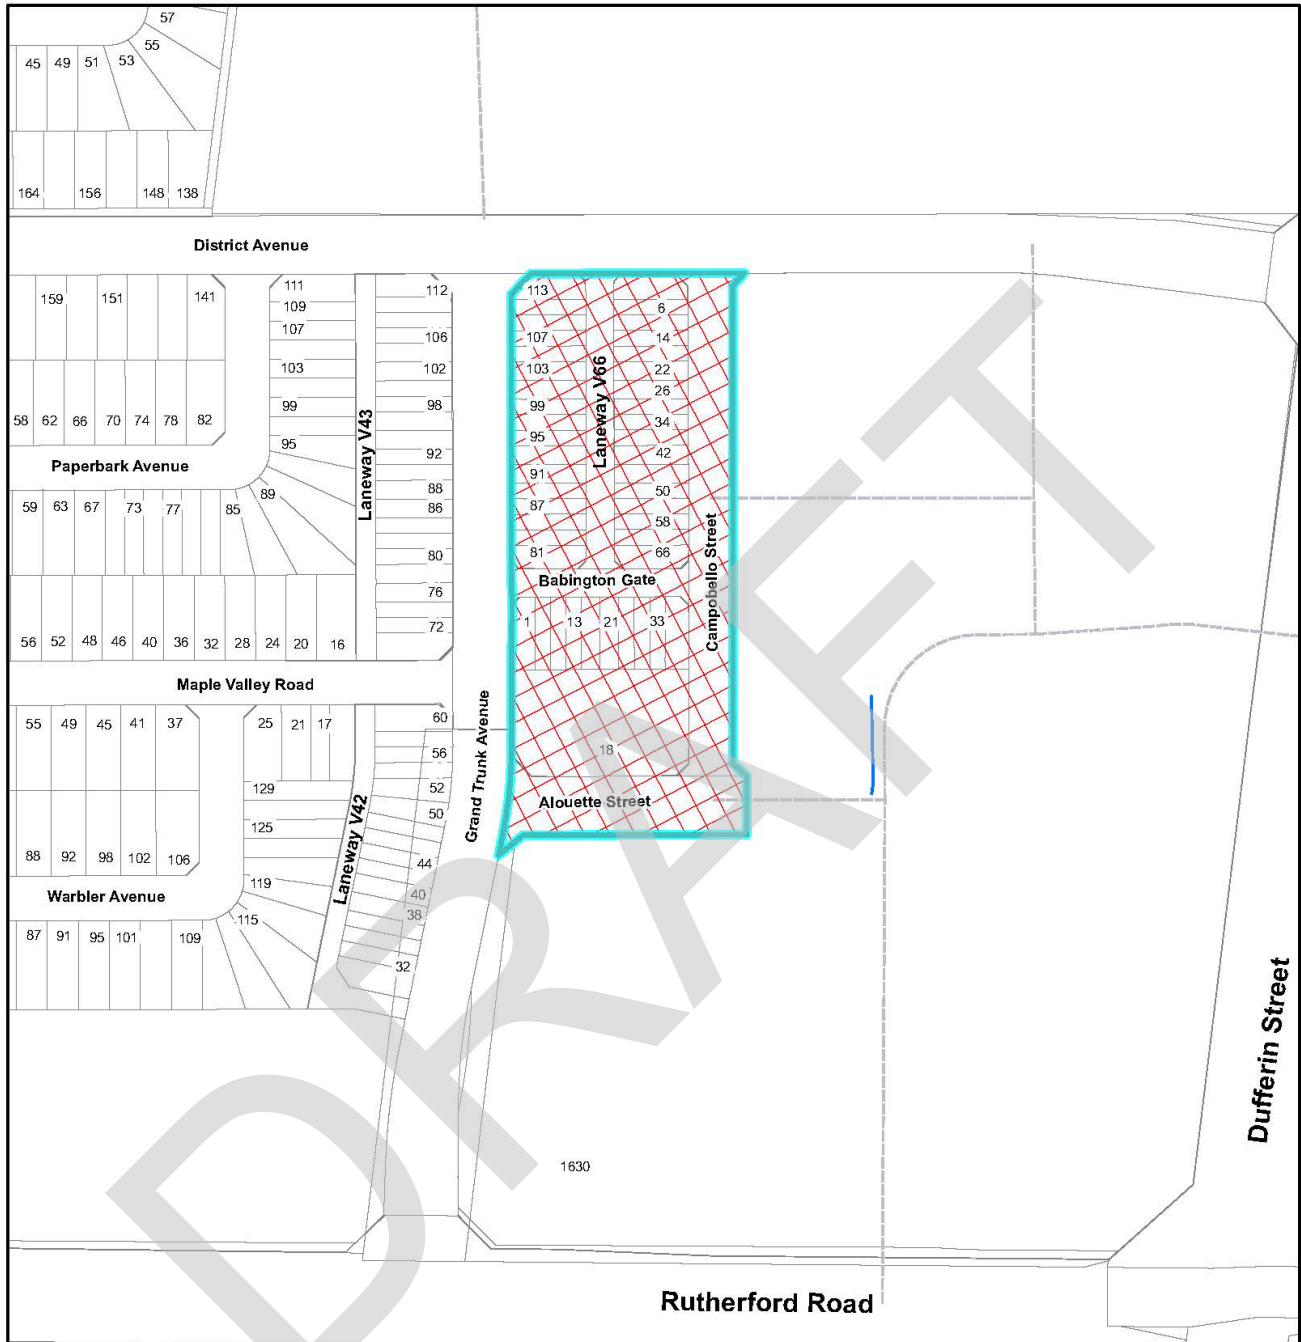 57
55
45 49 51 53
164 156 148 138
District Avenue
159 151 141
111
109
107
103
99
95
112
106
102
98
92
88
86
80
76
72
113
107
103
99
95
91
87
81
6
14
22
26
34
42
50
58
66
Laneway V66
Laneway V43
58 62 66 70 74 78 82
Paperbark Avenue
59 63 67 73 77 85 89
Babington Gate
Campobello Street
1 13 21 33
56 52 48 46 40 36 32 28 24 20 16
Maple Valley Road
55 49 45 41 37
25 21 17
60
56
52
50
44
40
38
32
Grand Trunk Avenue
18
Alouette Street
129
125
119
115
Laneway V42
88 92 98 102 106
Warbler Avenue
87 91 95 101 109
Dufferin Street
1630
Rutherford Road
DRAFT